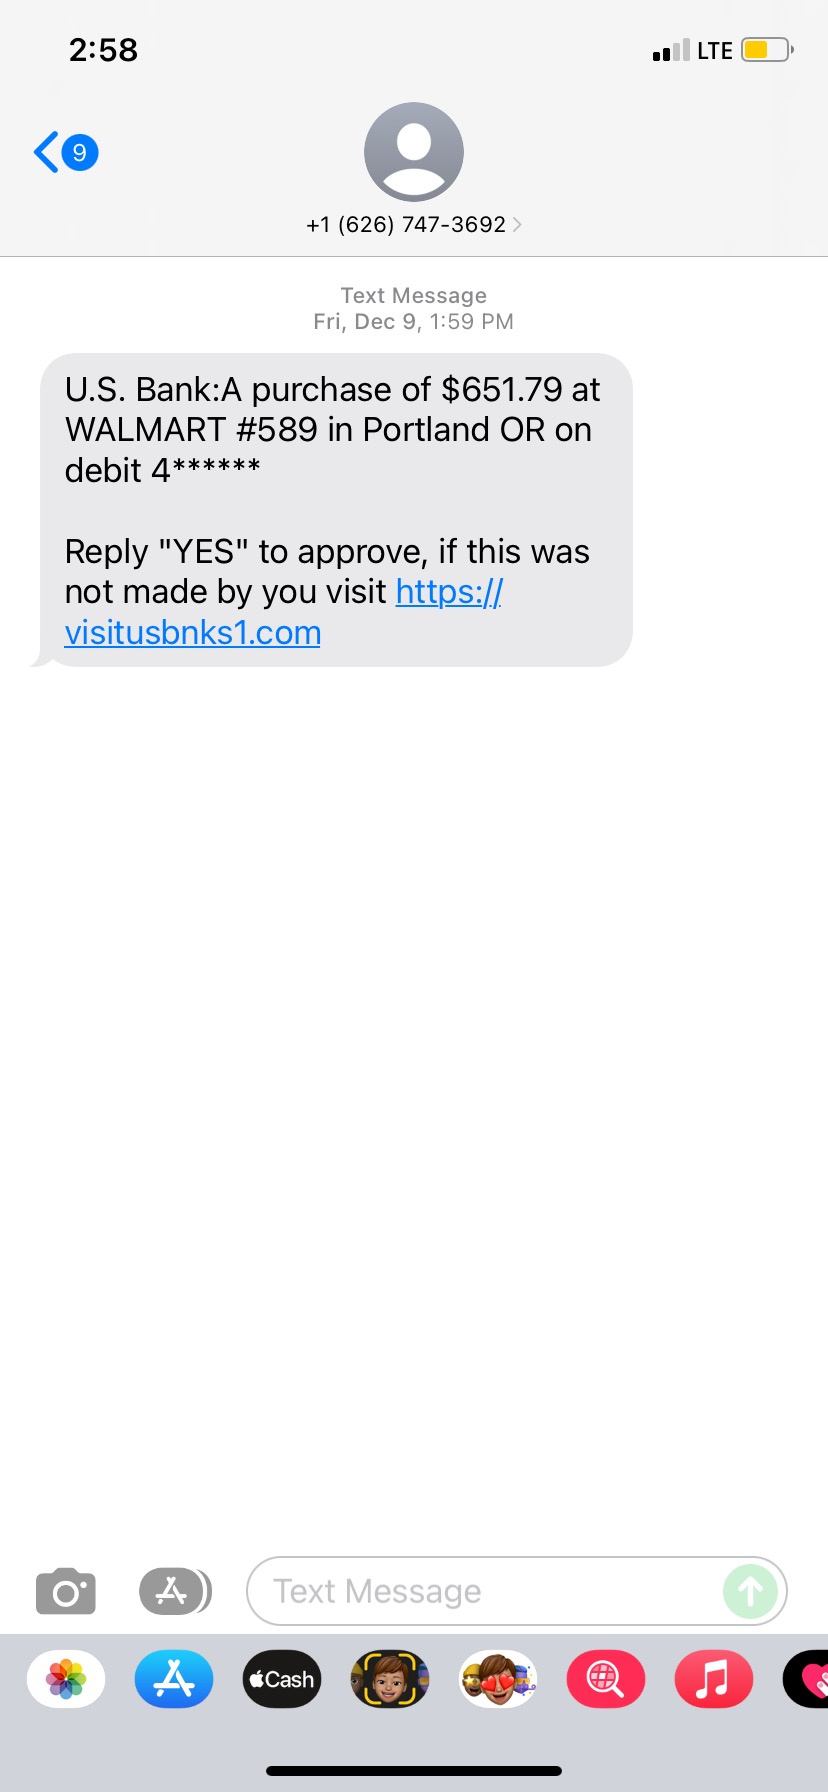 2:58
LTE
9
+1 (626) 747-3692
Text Message
Fri, Dec 9, 1:59 PM
U.S. Bank:A purchase of $651.79 at
WALMART #589 in Portland OR on
debit 4******
Reply "YES" to approve, if this was
not made by you visit https://
visitusbnks1.com
Text Message
Cash